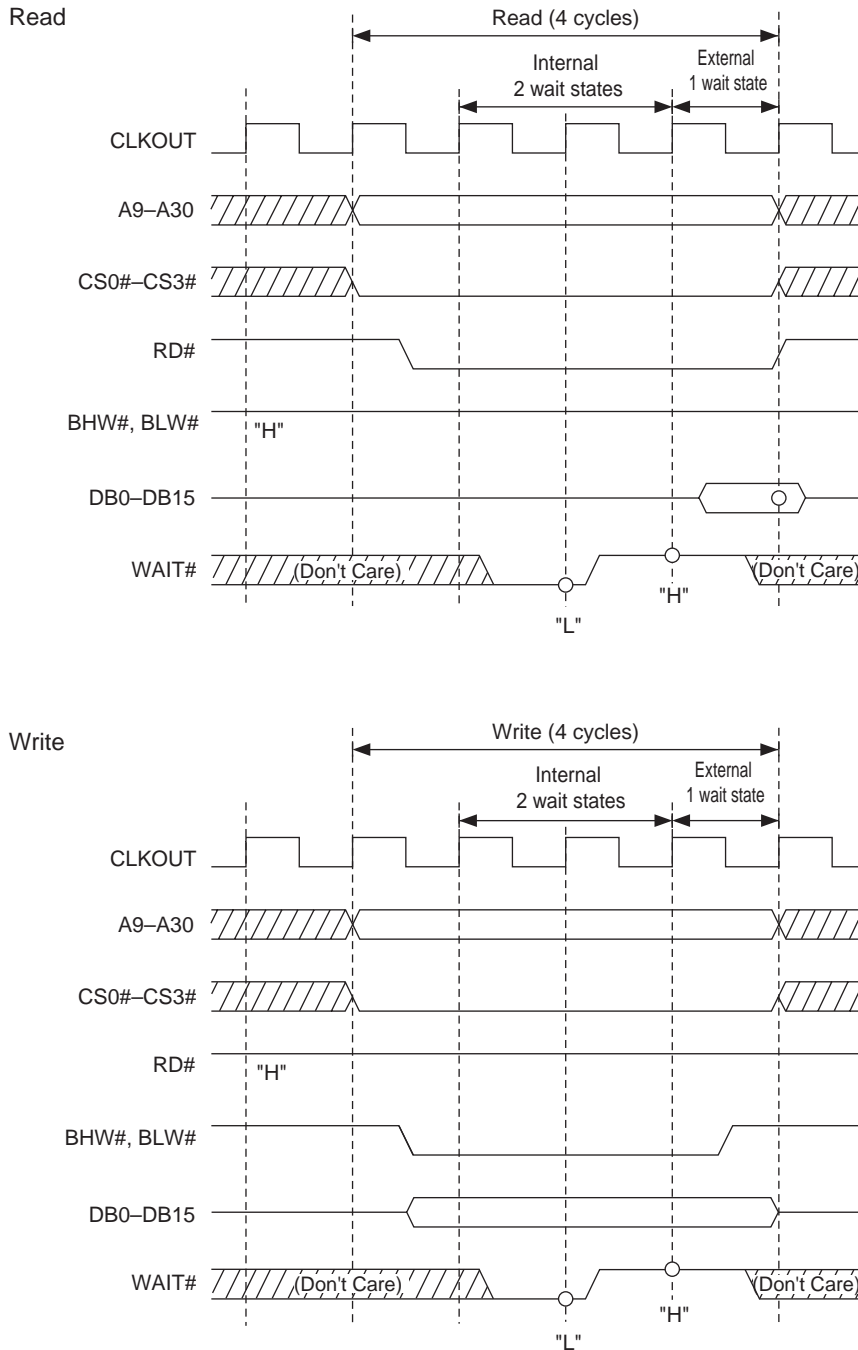 Read
Read (4 cycles)
Internal
2 wait states
External
1 wait state
CLKOUT
A9–A30
CS0#–CS3#
RD#
BHW#, BLW#
"H"
DB0–DB15
WAIT#
(Don't Care)
(Don't Care)
"H"
"L"
Write
Write (4 cycles)
Internal
2 wait states
External
1 wait state
CLKOUT
A9–A30
CS0#–CS3#
RD#
"H"
BHW#, BLW#
DB0–DB15
WAIT#
(Don't Care)
(Don't Care)
"H"
"L"